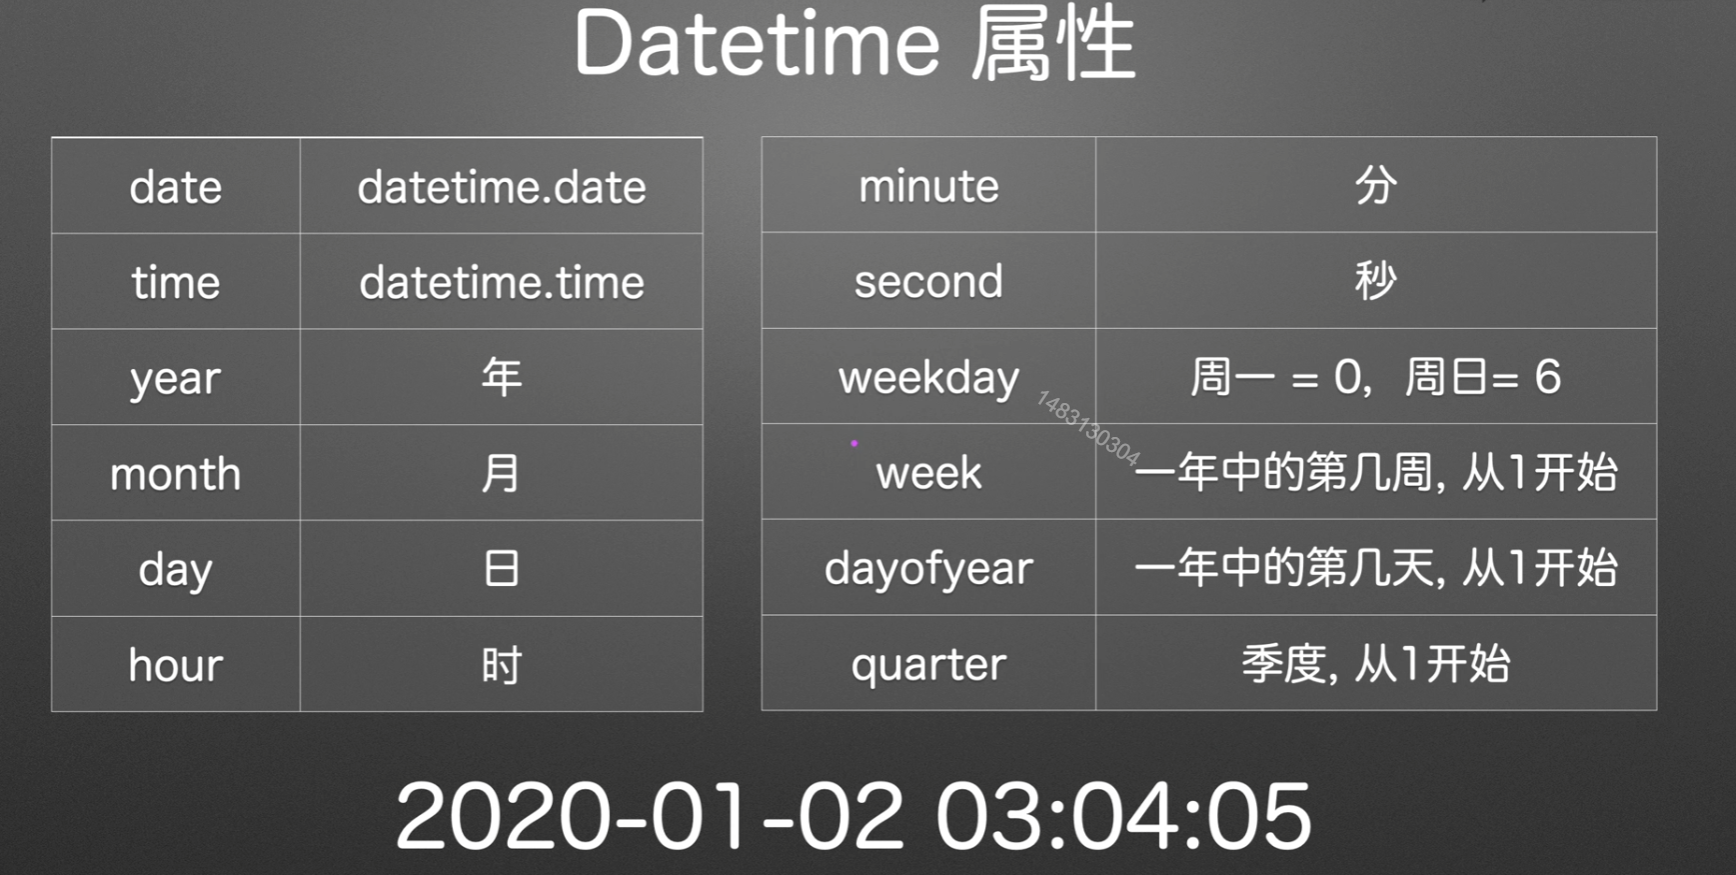 Datetime 属性
date datetime.date
time datetime.time
year 年
month 月
day 日
hour 时
minute 分
second 秒
weekday 周一 = 0, 周日= 6
week 一年中的第几周, 从1开始
dayofyear 一年中的第几天, 从1开始
quarter 季度, 从1开始
1483130304
2020-01-02 03:04:05